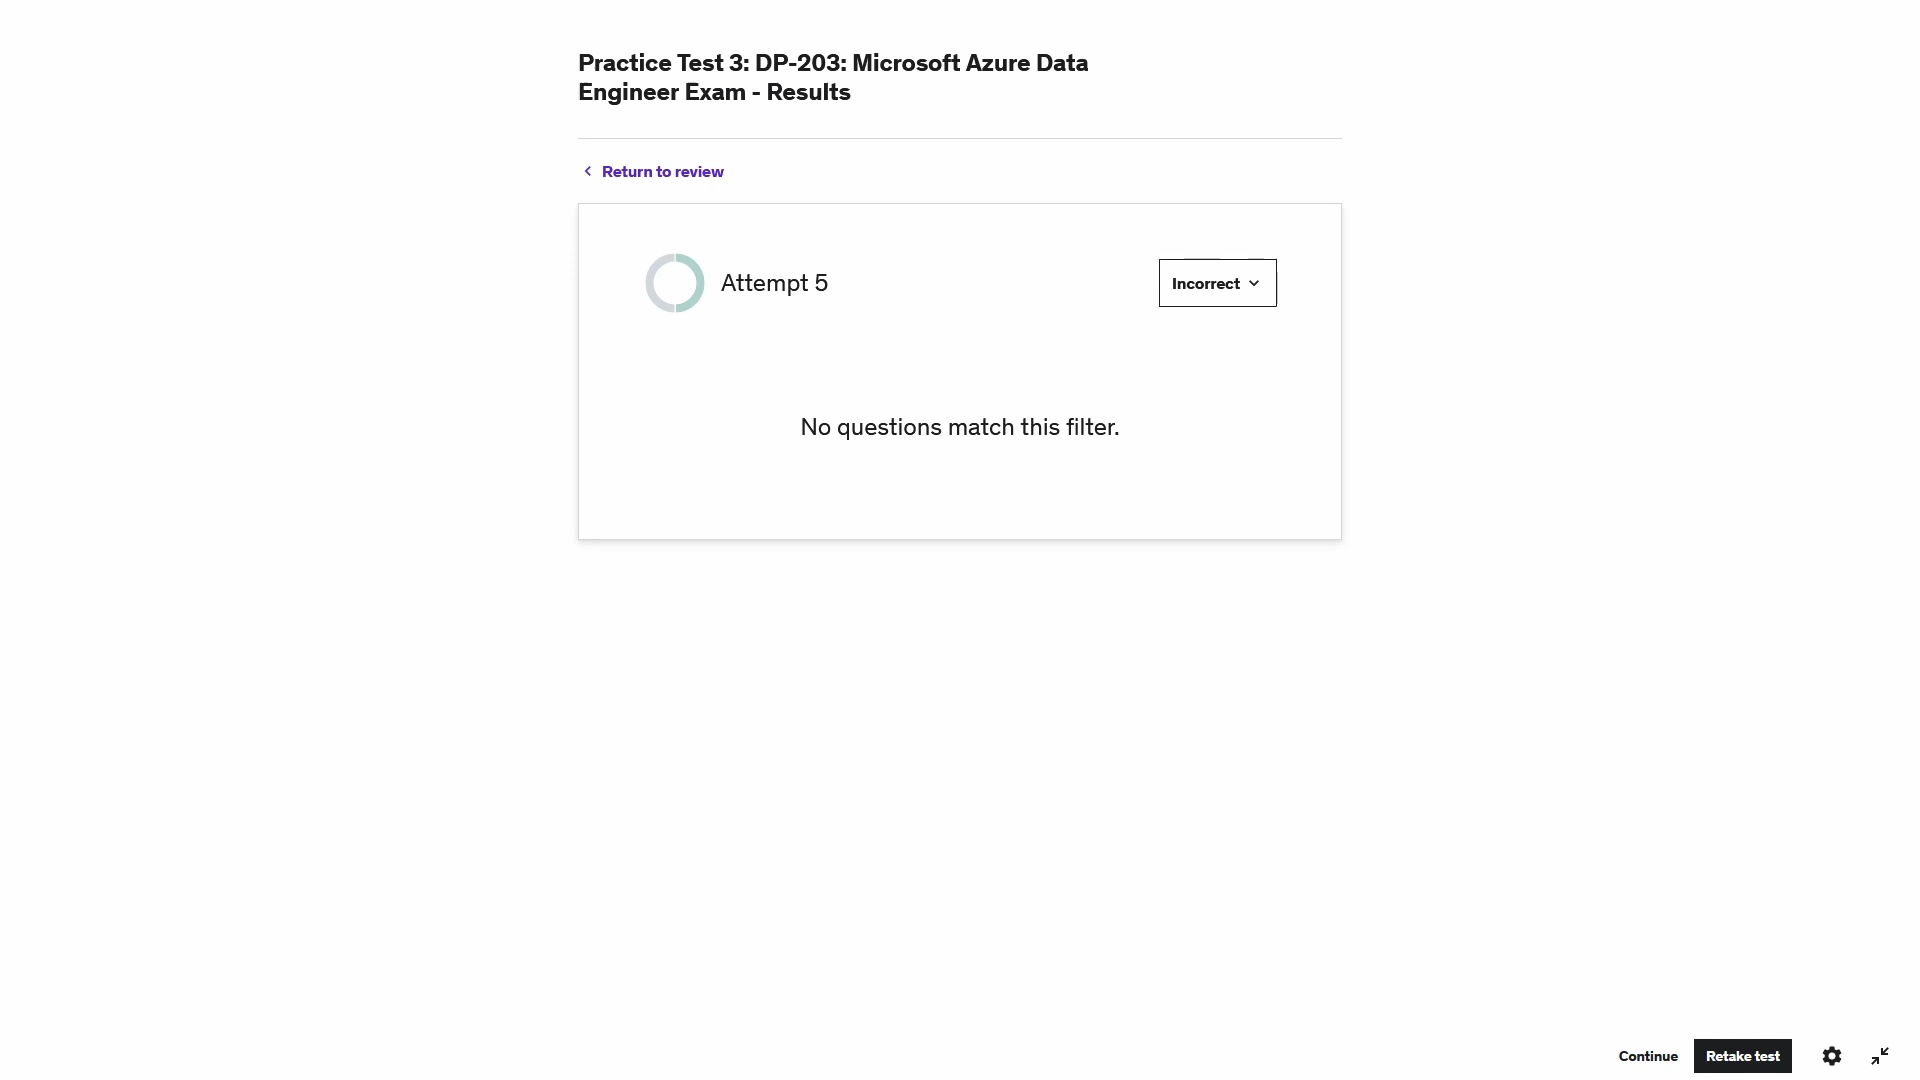 Practice Test 3: DP-203: Microsoft Azure Data
Engineer Exam - Results
Return to review
Attempt 5
Incorrect
No questions match this filter.
Continue
Retake test